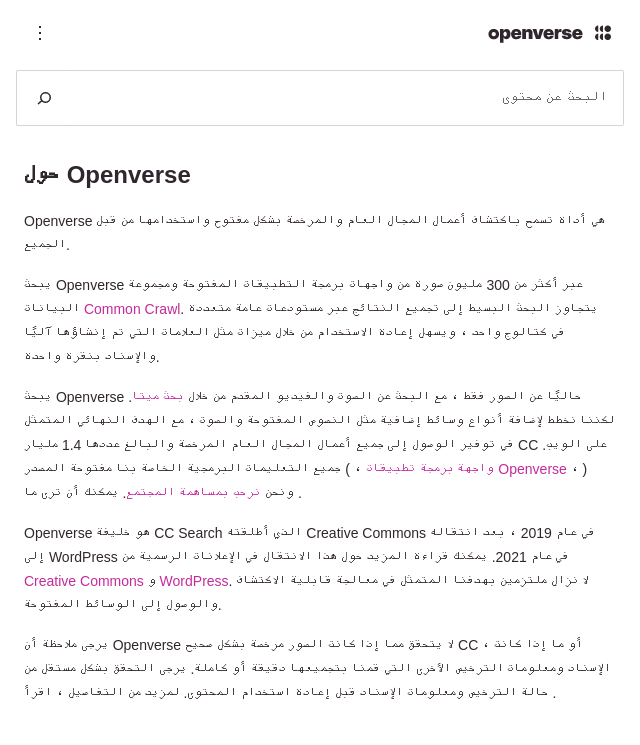 openverse
البحث عن محتوى
حول Openverse
Openverse هي أداة تسمح باكتشاف أعمال المجال العام والمرخصة بشكل مفتوح واستخدامها من قبل
الجميع.
يبحث Openverse عبر أكثر من 300 مليون صورة من واجهات برمجة التطبيقات المفتوحة ومجموعة
البيانات Common Crawl. يتجاوز البحث البسيط إلى تجميع النتائج عبر مستودعات عامة متعددة
في كتالوج واحد ، ويسهل إعادة الاستخدام من خلال ميزات مثل العلامات التي تم إنشاؤها آليًا
والإسناد بنقرة واحدة.
يبحث Openverse حاليًا عن الصور فقط ، مع البحث عن الصوت والفيديو المقدم من خلال بحث ميتا.
لكننا نخطط لإضافة أنواع وسائط إضافية مثل النصوص المفتوحة والصوت ، مع الهدف النهائي المتمثل
في توفير الوصول إلى جميع أعمال المجال العام المرخصة والبالغ عددها 1.4 مليار CC على الويب.
جميع التعليمات البرمجية الخاصة بنا مفتوحة المصدر ( ، واجهة برمجة تطبيقات Openverse ، )
ونحن نرحب بمساهمة المجتمع. يمكنك أن ترى ما .
Openverse هو خليفة CC Search الذي أطلقته Creative Commons في عام 2019 ، بعد انتقاله
إلى WordPress في عام 2021. يمكنك قراءة المزيد حول هذا الانتقال في الإعلانات الرسمية من
Creative Commons و WordPress. لا نزال ملتزمين بهدفنا المتمثل في معالجة قابلية الاكتشاف
والوصول إلى الوسائط المفتوحة.
يرجى ملاحظة أن Openverse لا يتحقق مما إذا كانت الصور مرخصة بشكل صحيح CC ، أو ما إذا كانت
الإسناد ومعلومات الترخيص الأخرى التي قمنا بتجميعها دقيقة أو كاملة. يرجى التحقق بشكل مستقل من
حالة الترخيص ومعلومات الإسناد قبل إعادة استخدام المحتوى. لمزيد من التفاصيل ، اقرأ .